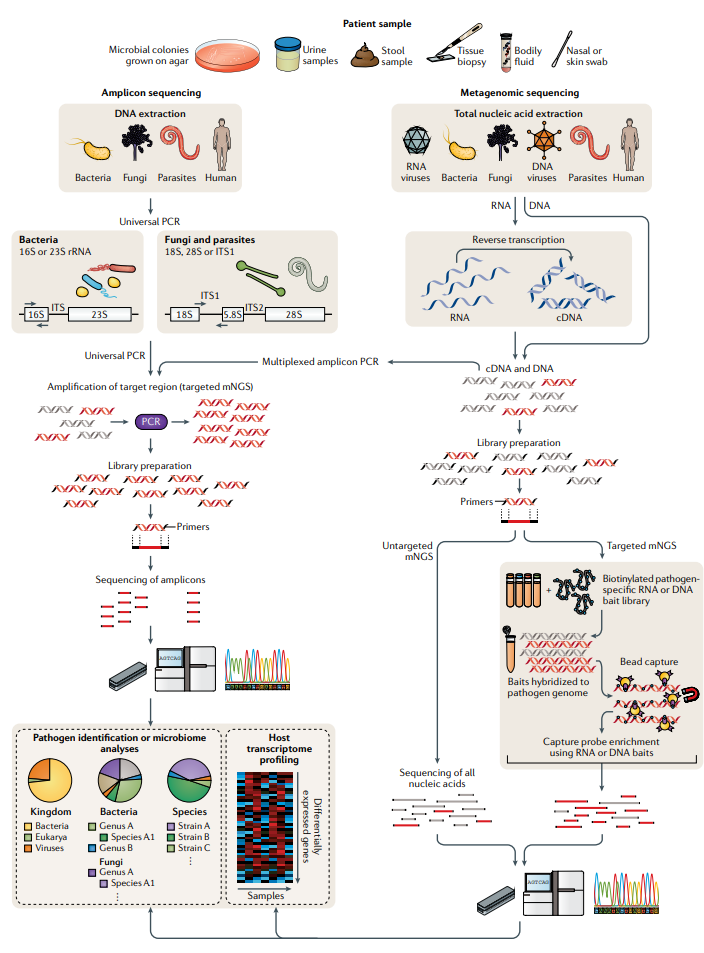 Patient sample
Microbial colonies
grown on agar
Urine
samples
Stool
sample
Tissue
biopsy
Bodily
fluid
Nasal or
skin swab
Amplicon sequencing
DNA extraction
Bacteria
Fungi
Parasites
Human
Universal PCR
Bacteria
16S or 23S rRNA
ITS
16S
23S
Fungi and parasites
18S, 28S or ITS1
ITS1
ITS2
18S
5.8S
28S
Universal PCR
Multiplexed amplicon PCR
Amplification of target region (targeted mNGS)
PCR
Library preparation
Primers
Sequencing of amplicons
AGTCAG
Metagenomic sequencing
Total nucleic acid extraction
RNA
viruses
Bacteria
Fungi
DNA
viruses
Parasites
Human
RNA
DNA
Reverse transcription
RNA
cDNA
cDNA and DNA
Library preparation
Primers
Untargeted
mNGS
Targeted mNGS
Biotinylated pathogen-
specific RNA or DNA
bait library
Baits hybridized to
pathogen genome
Bead capture
Capture probe enrichment
using RNA or DNA baits
Sequencing of all
nucleic acids
AGTCAG
Pathogen identification or microbiome
analyses
Kingdom
Bacteria
Eukarya
Viruses
Bacteria
Genus A
Species A1
Genus B
Fungi
Genus A
Species A1
Species
Strain A
Strain B
Strain C
Host
transcriptome
profiling
Differentially
expressed genes
Samples